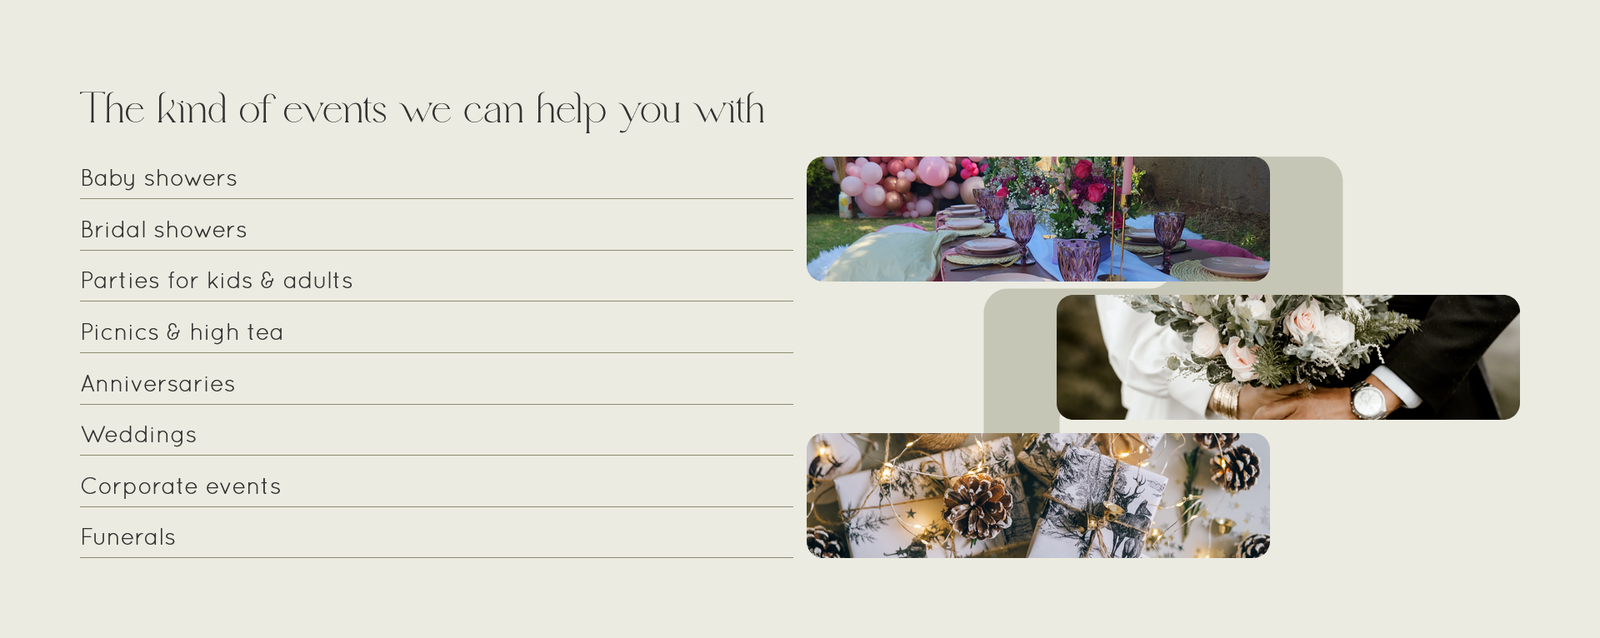 The kind of events we can help you with
Baby showers
Bridal showers
Parties for kids & adults
Picnics & high tea
Anniversaries
Weddings
Corporate events
Funerals